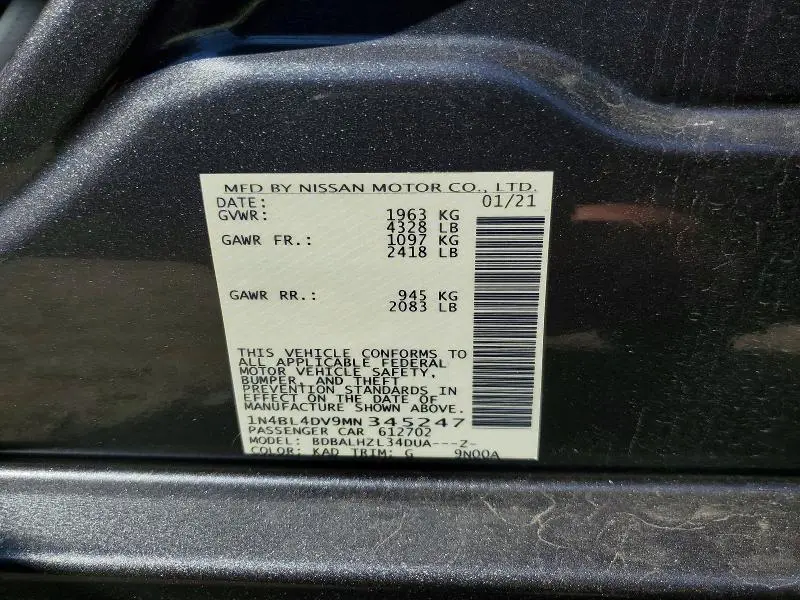 MFD BY NISSAN MOTOR CO., LTD.
DATE: 01/21
GVWR: 1963 KG
4328 LB
GAWR FR.: 1097 KG
2418 LB
GAWR RR.: 945 KG
2083 LB
THIS VEHICLE CONFORMS TO
ALL APPLICABLE FEDERAL
MOTOR VEHICLE SAFETY,
BUMPER, AND THEFT
PREVENTION STANDARDS IN
EFFECT ON THE DATE OF
MANUFACTURE SHOWN ABOVE.
1N4BL4DV9MN345247
PASSENGER CAR 612702
MODEL: BDBALHZL34DUA---Z-
COLOR: KAD TRIM: G 9N00A